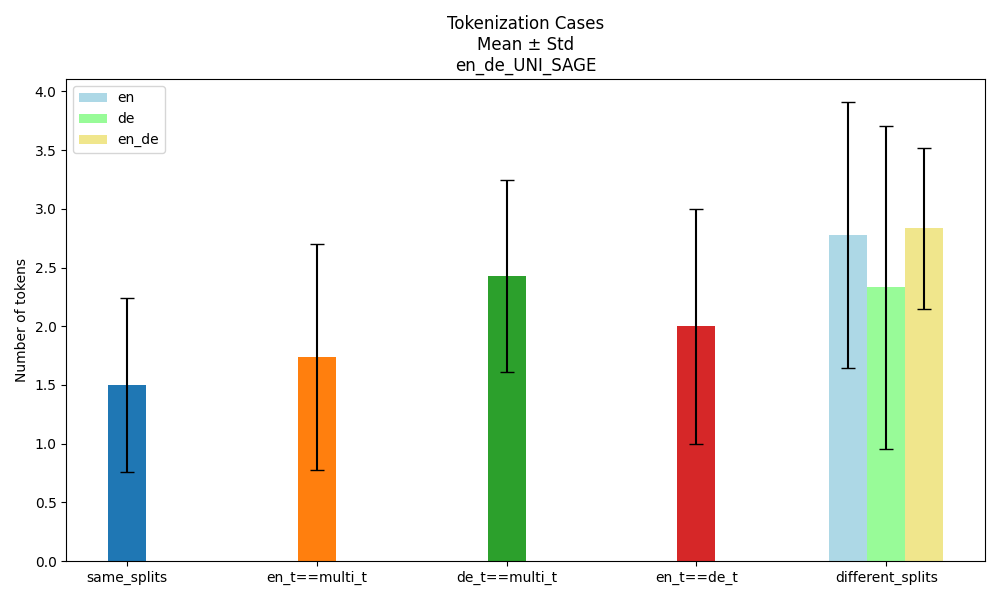 Tokenization Cases
Mean ± Std
en_de_UNI_SAGE
en
de
en_de
Number of tokens
4.0
3.5
3.0
2.5
2.0
1.5
1.0
0.5
0.0
same_splits
en_t==multi_t
de_t==multi_t
en_t==de_t
different_splits